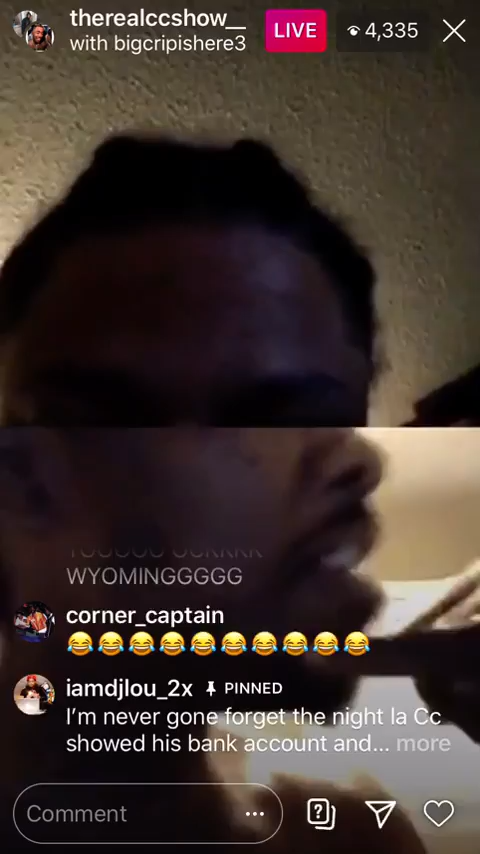 therealccshow__
with bigcripishere3
LIVE
4,335
WYOMINGGGGG
corner_captain
😂😂😂😂😂😂😂😂😂😂
iamdjlou_2x PINNED
I'm never gone forget the night la Cc
showed his bank account and... more
Comment